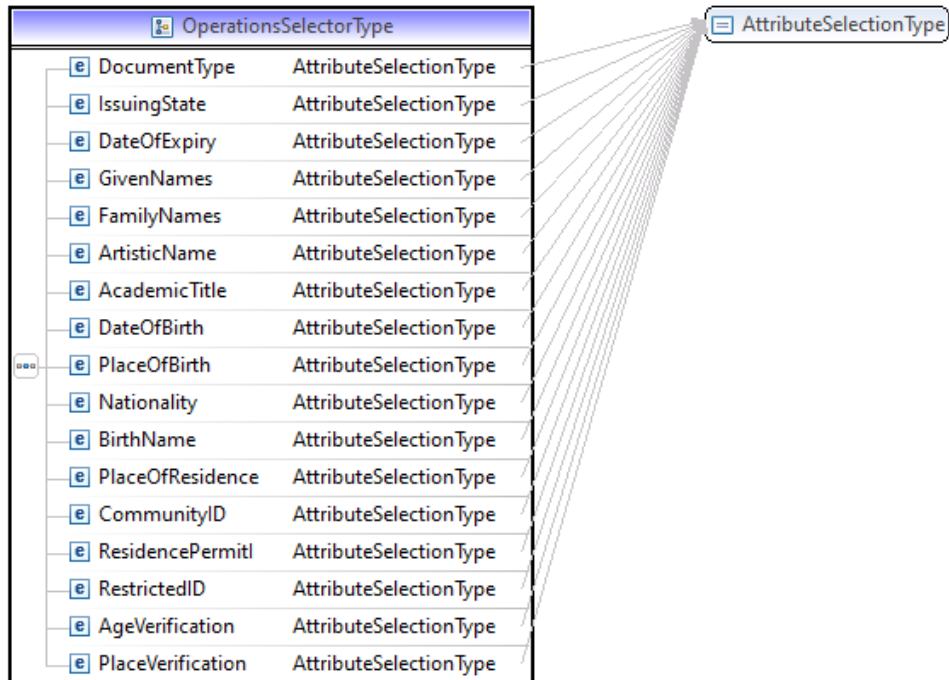 OperationsSelectorType
AttributeSelectionType
e DocumentType AttributeSelectionType
e IssuingState AttributeSelectionType
e DateOfExpiry AttributeSelectionType
e GivenNames AttributeSelectionType
e FamilyNames AttributeSelectionType
e ArtisticName AttributeSelectionType
e AcademicTitle AttributeSelectionType
e DateOfBirth AttributeSelectionType
e PlaceOfBirth AttributeSelectionType
e Nationality AttributeSelectionType
e BirthName AttributeSelectionType
e PlaceOfResidence AttributeSelectionType
e CommunityID AttributeSelectionType
e ResidencePermitI AttributeSelectionType
e RestrictedID AttributeSelectionType
e AgeVerification AttributeSelectionType
e PlaceVerification AttributeSelectionType